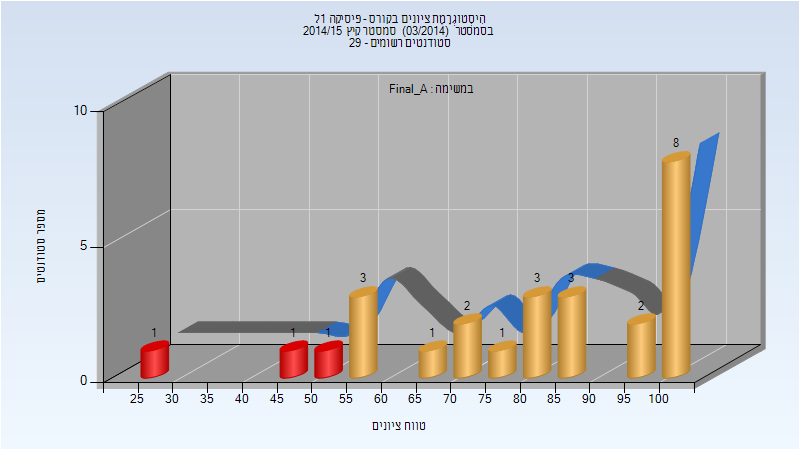 היסטוגרמת ציונים בקורס - פיסיקה 1ל
בסמסטר (03/2014) סמסטר קיץ 2014/15
סטודנטים רשומים - 29
במשימה : Final_A
מספר סטודנטים
10
5
0
1
1
1
3
1
2
1
3
3
2
8
25 30 35 40 45 50 55 60 65 70 75 80 85 90 95 100
טווח ציונים